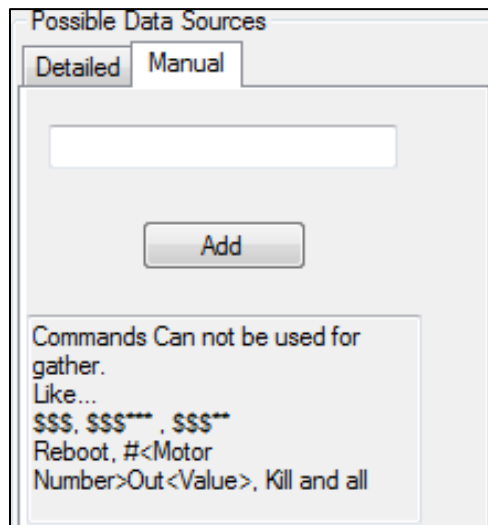 Possible Data Sources
Detailed Manual
Add
Commands Can not be used for
gather.
Like...
$$$, $$$*** , $$$**
Reboot, #<Motor
Number>Out<Value>, Kill and all